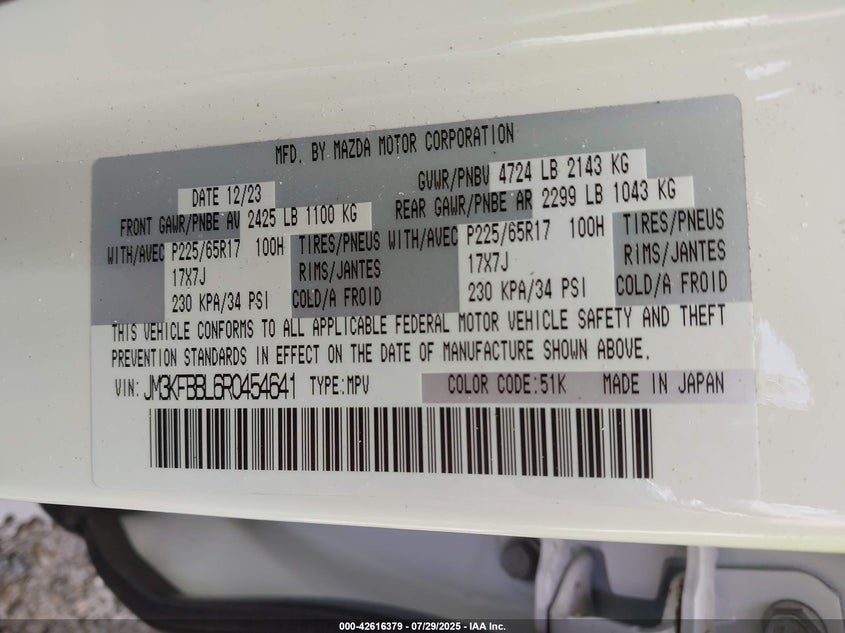 MFD. BY MAZDA MOTOR CORPORATION
DATE 12/23 GVWR/PNBV 4724 LB 2143 KG
FRONT GAWR/PNBE AV 2425 LB 1100 KG REAR GAWR/PNBE AR 2299 LB 1043 KG
WITH/AVEC P225/65R17 100H TIRES/PNEUS WITH/AVEC P225/65R17 100H TIRES/PNEUS
17X7J RIMS/JANTES 17X7J RIMS/JANTES
230 KPA/34 PSI COLD/A FROID 230 KPA/34 PSI COLD/A FROID
THIS VEHICLE CONFORMS TO ALL APPLICABLE FEDERAL MOTOR VEHICLE SAFETY AND THEFT
PREVENTION STANDARDS IN EFFECT ON THE DATE OF MANUFACTURE SHOWN ABOVE.
VIN: JM3KFBBL6R0454641 TYPE:MPV COLOR CODE:51K MADE IN JAPAN
000-42616379 | 07/29/2025 - IAA Inc.